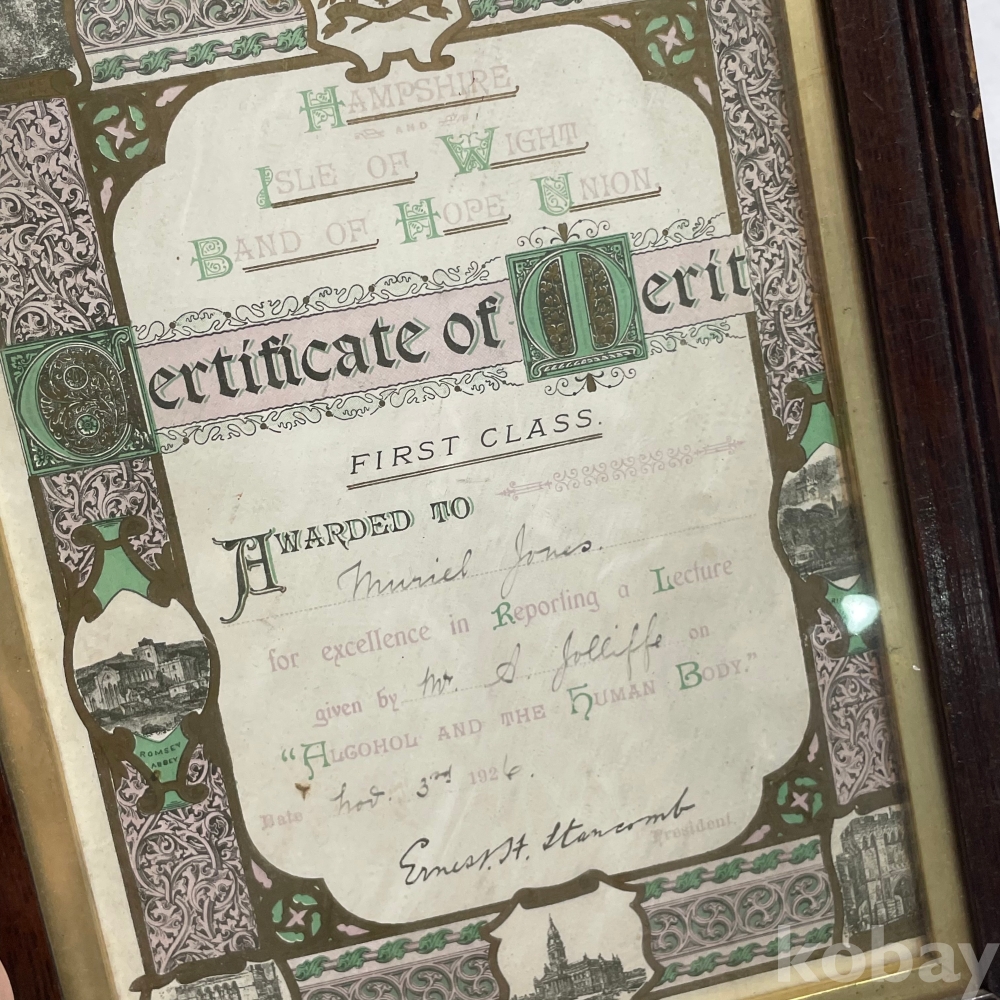 HAMPSHIRE
AND
ISLE OF WIGHT
BAND OF HOPE UNION
Certificate of Merit
FIRST CLASS.
AWARDED TO
Muriel Jones.
for excellence in Reporting a Lecture
given by Mr. S. Jolliffe on
"ALCOHOL AND THE HUMAN BODY."
Date Nov. 3rd 1926.
Ernest H. Stancomb
President.
ROMSEY
ABBEY
kobay